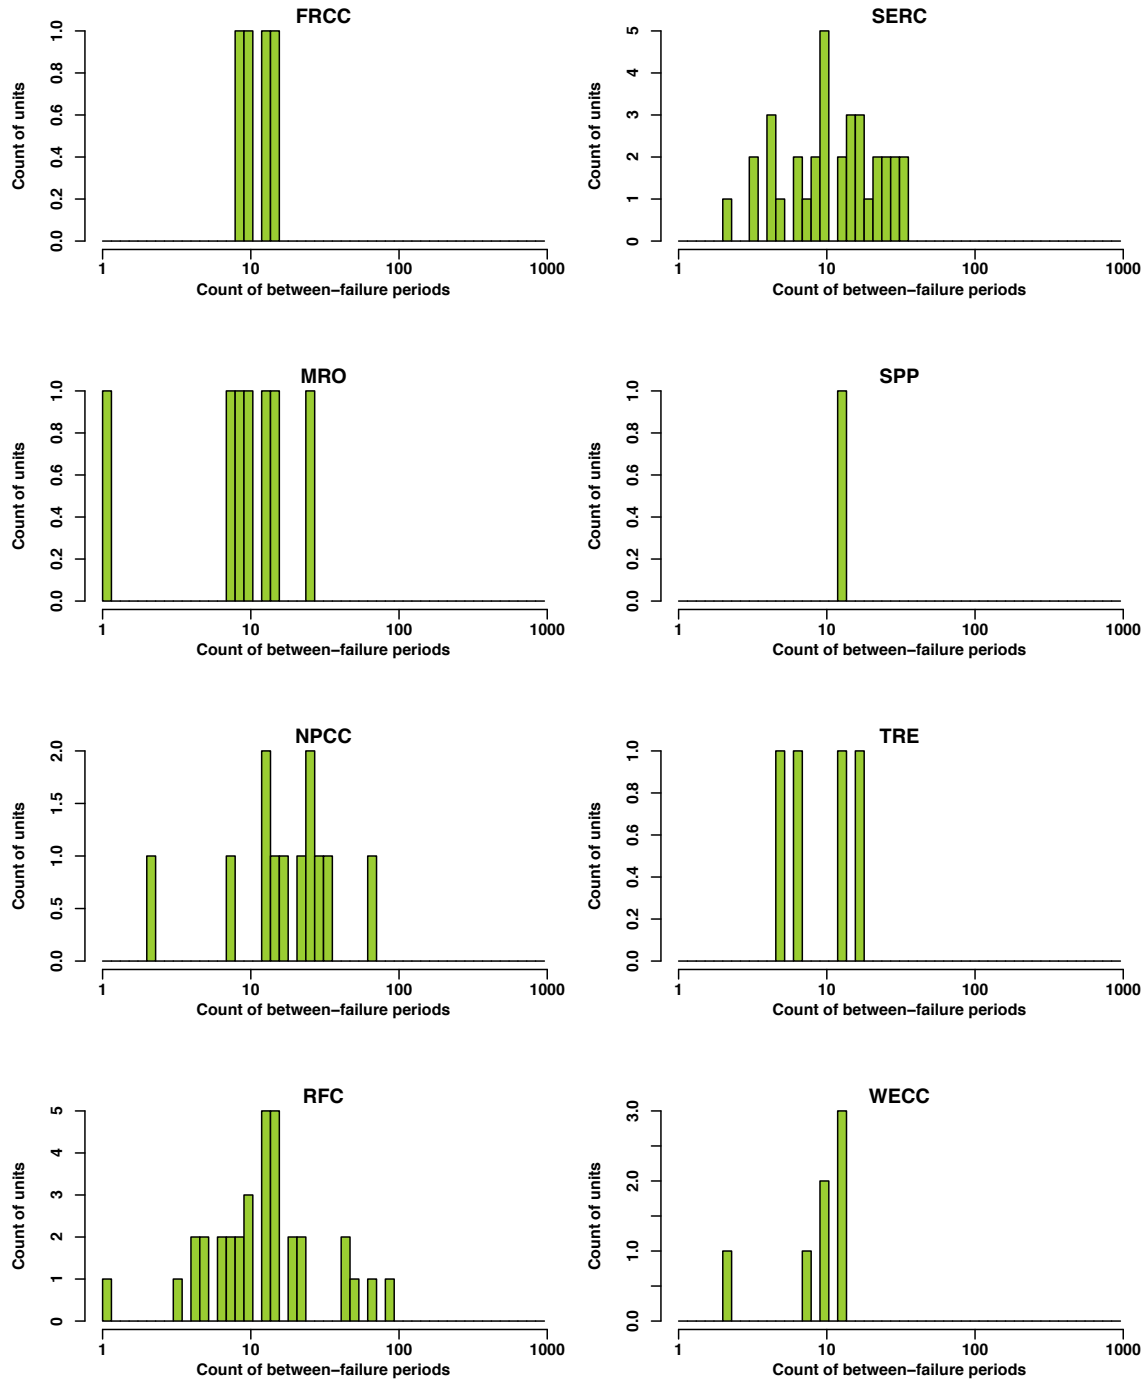 FRCC
Count of units
0.0 0.2 0.4 0.6 0.8 1.0
1 10 100 1000
Count of between−failure periods
SERC
Count of units
0 1 2 3 4 5
1 10 100 1000
Count of between−failure periods
MRO
Count of units
0.0 0.2 0.4 0.6 0.8 1.0
1 10 100 1000
Count of between−failure periods
SPP
Count of units
0.0 0.2 0.4 0.6 0.8 1.0
1 10 100 1000
Count of between−failure periods
NPCC
Count of units
0.0 0.5 1.0 1.5 2.0
1 10 100 1000
Count of between−failure periods
TRE
Count of units
0.0 0.2 0.4 0.6 0.8 1.0
1 10 100 1000
Count of between−failure periods
RFC
Count of units
0 1 2 3 4 5
1 10 100 1000
Count of between−failure periods
WECC
Count of units
0.0 1.0 2.0 3.0
1 10 100 1000
Count of between−failure periods